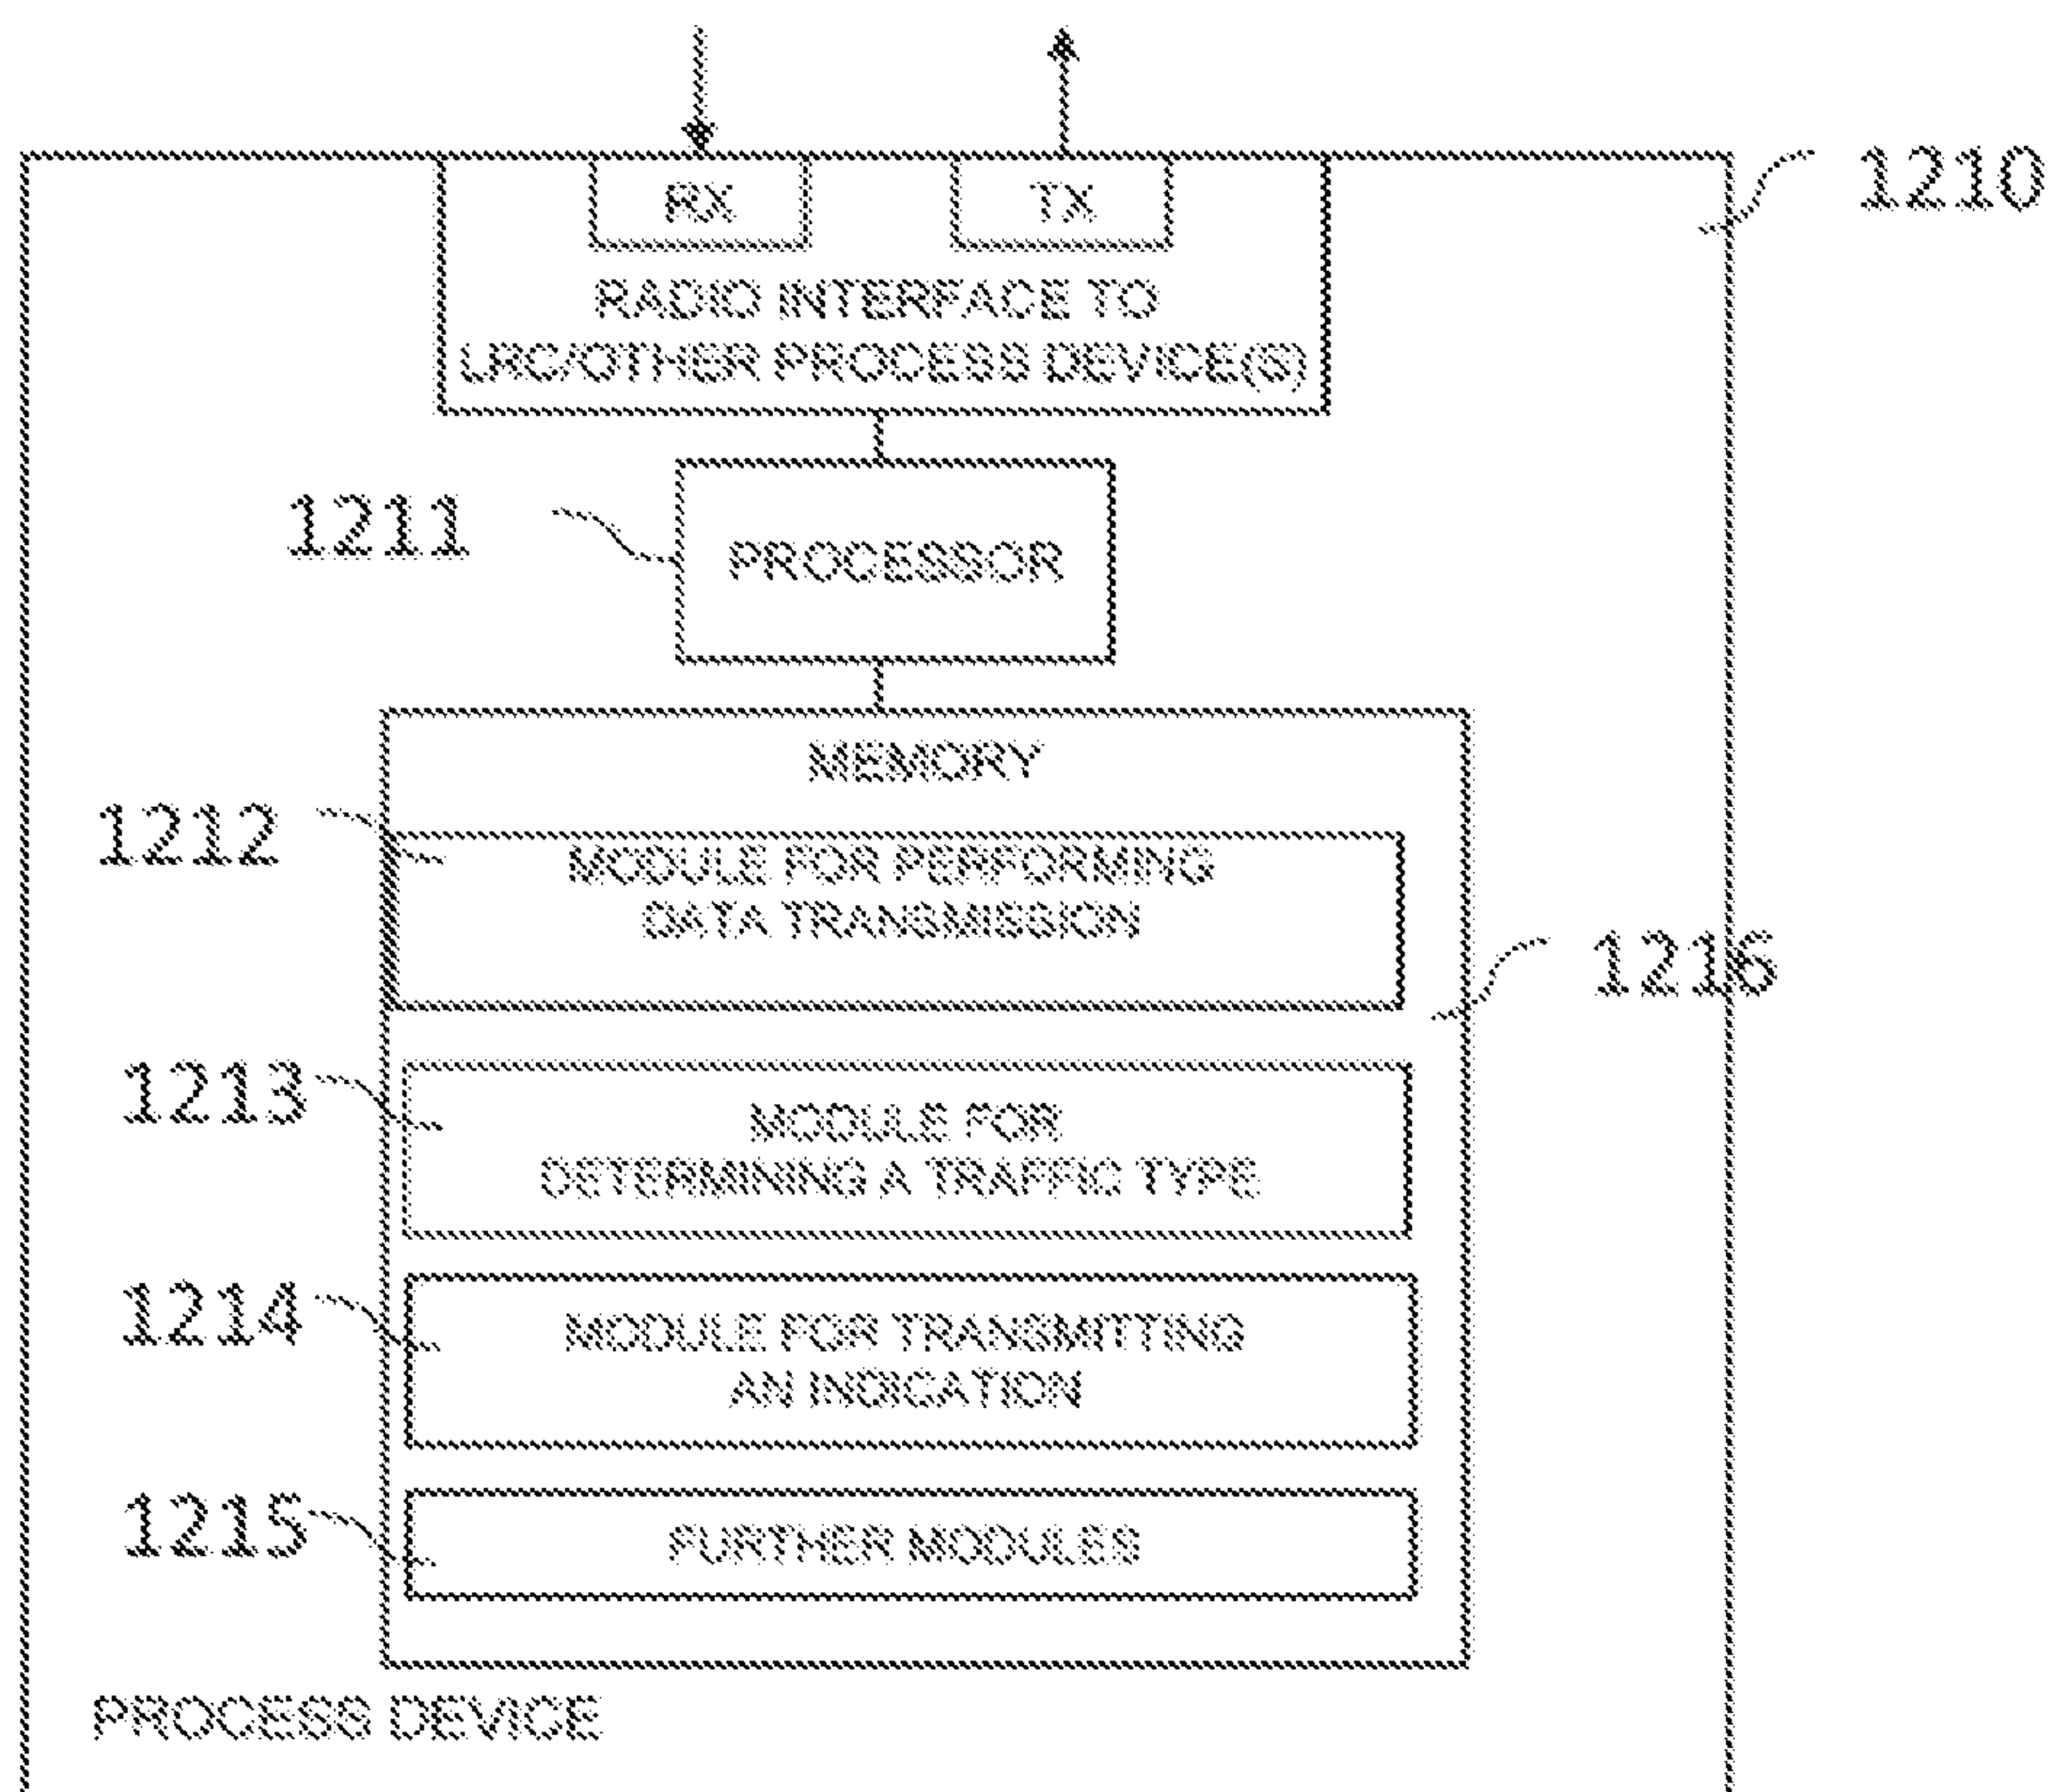 RX
TX
1210
RADIO INTERFACE TO
LRC/OTHER PROCESS DEVICE(S)
1211
PROCESSOR
MEMORY
1212
MODULE FOR PERFORMING
DATA TRANSMISSION
1216
1213
MODULE FOR
DETERMINING A TRAFFIC TYPE
1214
MODULE FOR TRANSMITTING
AN INDICATION
1215
FURTHER MODULES
PROCESS DEVICE